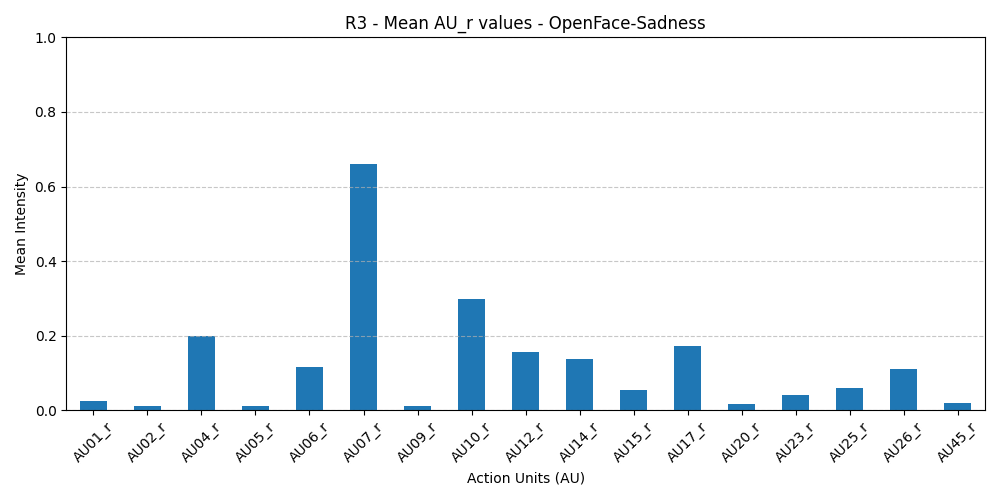 R3 - Mean AU_r values - OpenFace-Sadness
1.0
0.8
0.6
0.4
0.2
0.0
Mean Intensity
AU01_r AU02_r AU04_r AU05_r AU06_r AU07_r AU09_r AU10_r AU12_r AU14_r AU15_r AU17_r AU20_r AU23_r AU25_r AU26_r AU45_r
Action Units (AU)